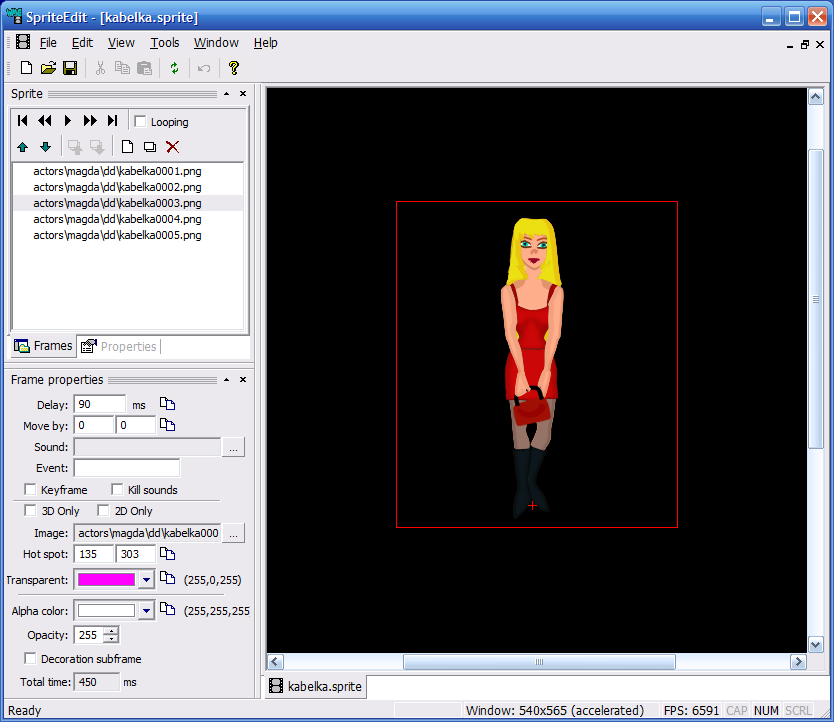 SpriteEdit - [kabelka.sprite]
File Edit View Tools Window Help
Sprite
Looping
actors\magda\dd\kabelka0001.png
actors\magda\dd\kabelka0002.png
actors\magda\dd\kabelka0003.png
actors\magda\dd\kabelka0004.png
actors\magda\dd\kabelka0005.png
Frames Properties
Frame properties
Delay: 90 ms
Move by: 0 0
Sound: ...
Event:
Keyframe Kill sounds
3D Only 2D Only
Image: actors\magda\dd\kabelka000 ...
Hot spot: 135 303
Transparent: (255,0,255)
Alpha color: (255,255,255
Opacity: 255
Decoration subframe
Total time: 450 ms
kabelka.sprite
Ready Window: 540x565 (accelerated) FPS: 6591 CAP NUM SCRL